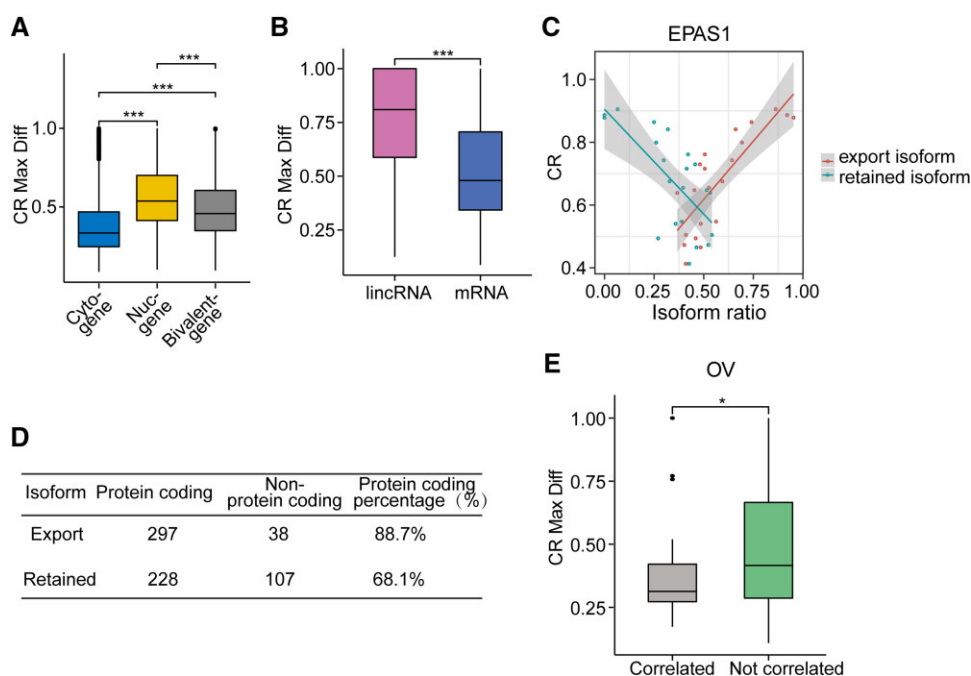 A
CR Max Diff
1.0
0.5
***
***
***
Cyto-
gene
Nuc-
gene
Bivalent-
gene
B
CR Max Diff
1.00
0.75
0.50
0.25
***
lincRNA
mRNA
C
EPAS1
CR
1.0
0.8
0.6
0.4
0.00
0.25
0.50
0.75
1.00
Isoform ratio
export isoform
retained isoform
D
Isoform Protein coding Non-protein coding Protein coding percentage (%)
Export 297 38 88.7%
Retained 228 107 68.1%
E
OV
CR Max Diff
1.00
0.75
0.50
0.25
*
Correlated
Not correlated